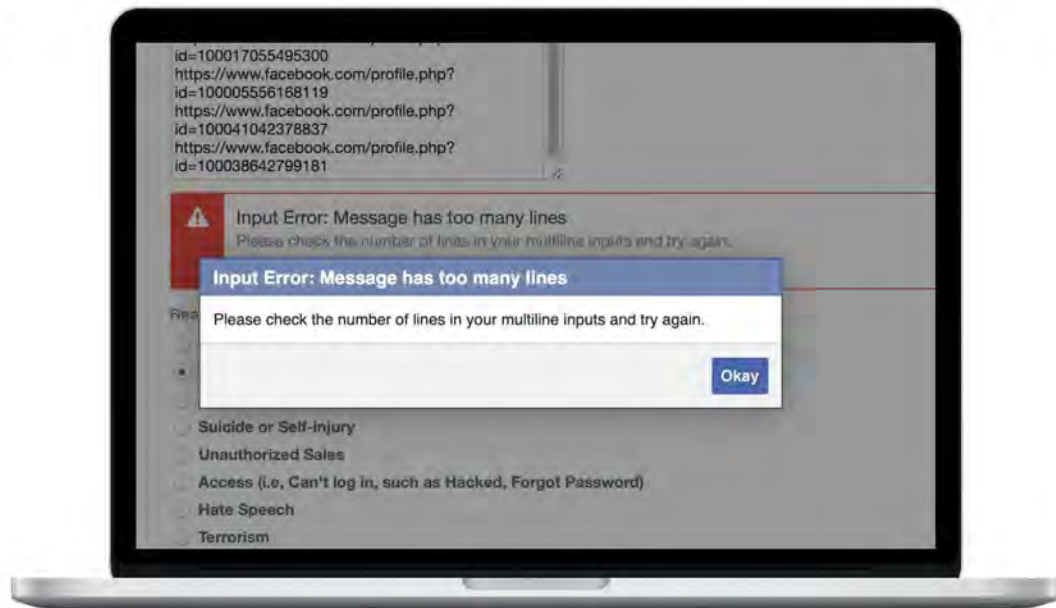 id=100017055495300
https://www.facebook.com/profile.php?
id=100005556168119
https://www.facebook.com/profile.php?
id=100041042378837
https://www.facebook.com/profile.php?
id=100038642799181
Input Error: Message has too many lines
Please check the number of lines in your multiline inputs and try again.
Input Error: Message has too many lines
Please check the number of lines in your multiline inputs and try again.
Okay
Suicide or Self-injury
Unauthorized Sales
Access (i.e, Can't log in, such as Hacked, Forgot Password)
Hate Speech
Terrorism